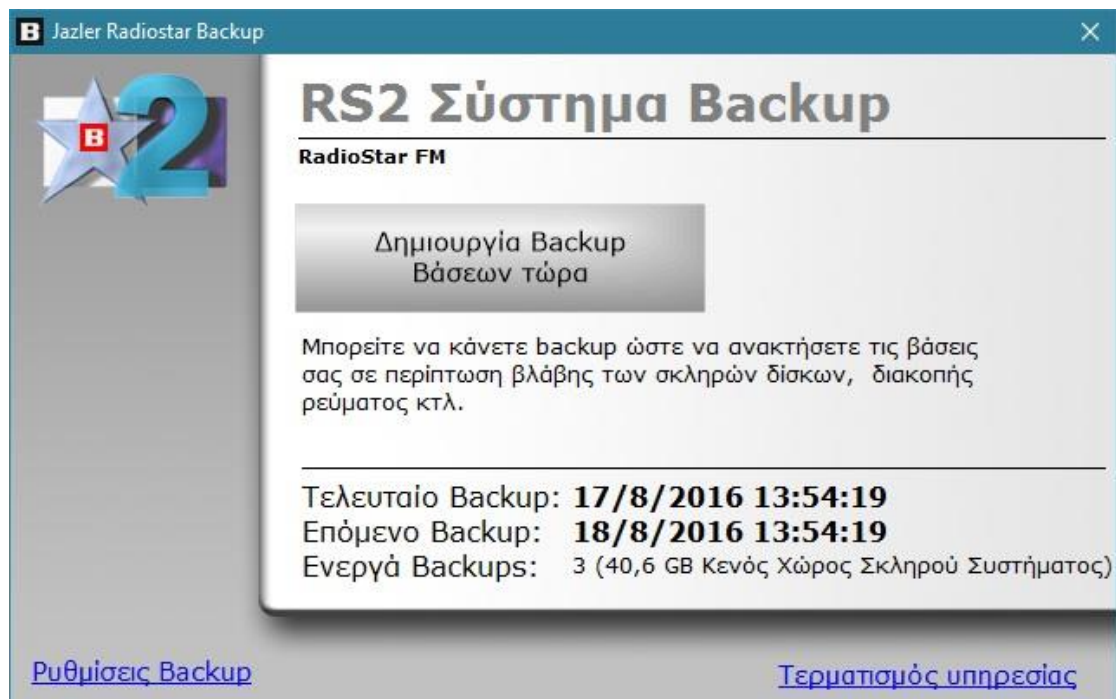 B Jazler Radiostar Backup
2
B
RS2 Σύστημα Backup
RadioStar FM
Δημιουργία Backup
Βάσεων τώρα
Μπορείτε να κάνετε backup ώστε να ανακτήσετε τις βάσεις
σας σε περίπτωση βλάβης των σκληρών δίσκων, διακοπής
ρεύματος κτλ.
Τελευταίο Backup: 17/8/2016 13:54:19
Επόμενο Backup: 18/8/2016 13:54:19
Ενεργά Backups: 3 (40,6 GB Κενός Χώρος Σκληρού Συστήματος)
Ρυθμίσεις Backup
Τερματισμός υπηρεσίας